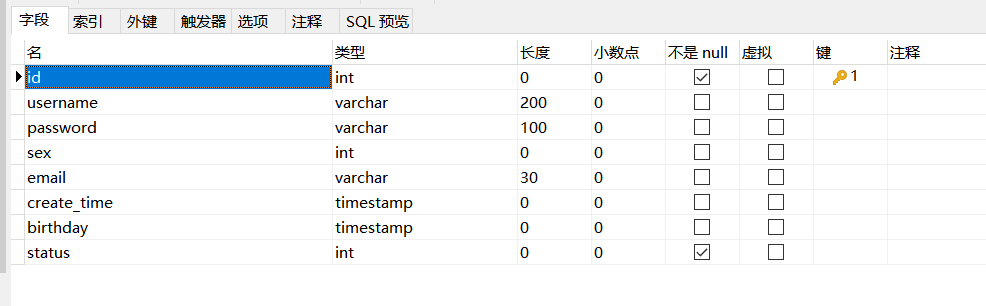 字段 索引 外键 触发器 选项 注释 SQL 预览
名 类型 长度 小数点 不是 null 虚拟 键 注释
id int 0 0 1
username varchar 200 0
password varchar 100 0
sex int 0 0
email varchar 30 0
create_time timestamp 0 0
birthday timestamp 0 0
status int 0 0